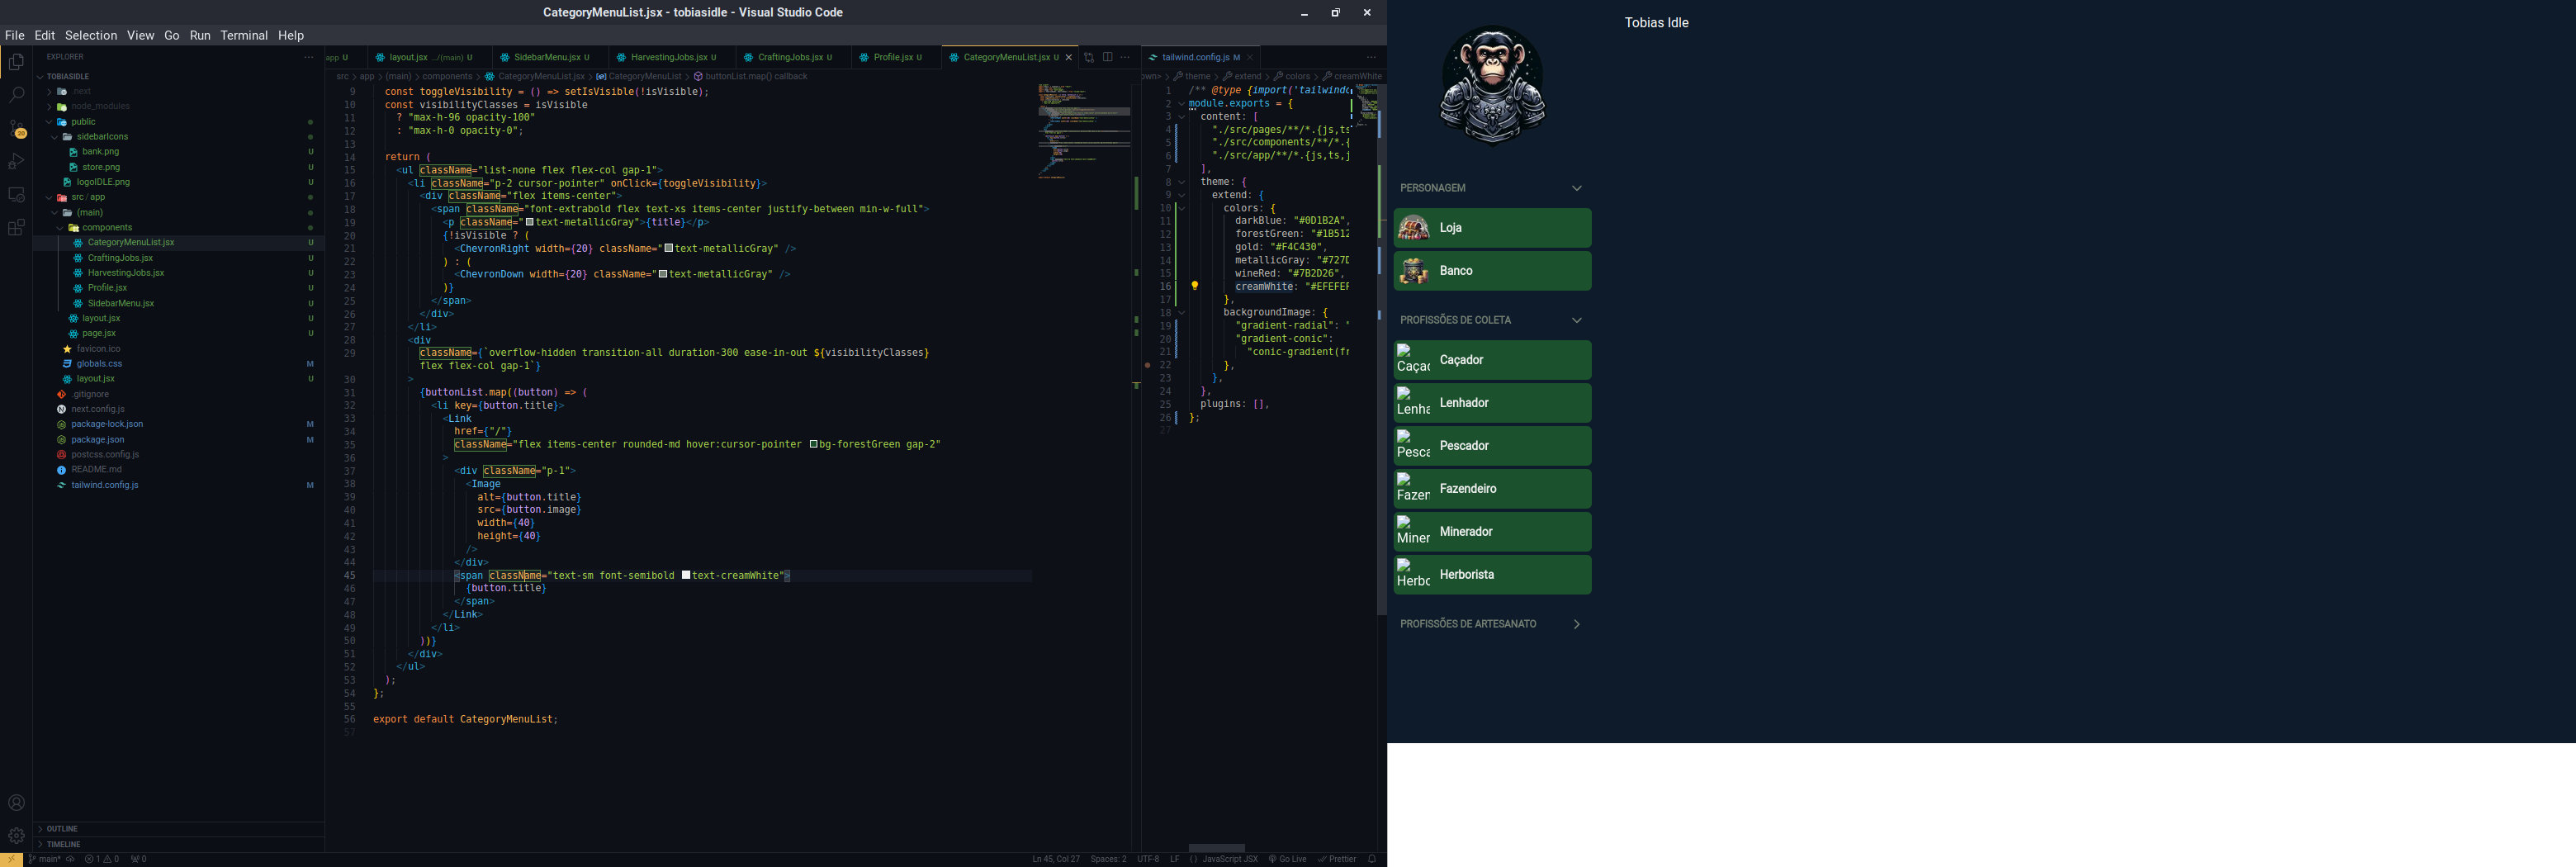 CategoryMenuList.jsx - tobiasidle - Visual Studio Code
File Edit Selection View Go Run Terminal Help
EXPLORER
TOBIASIDLE
.next
node_modules
public
sidebarIcons
bank.png U
store.png U
logoIDLE.png U
src / app
(main)
components
CategoryMenuList.jsx U
CraftingJobs.jsx U
HarvestingJobs.jsx U
Profile.jsx U
SidebarMenu.jsx U
layout.jsx U
page.jsx U
favicon.ico
globals.css M
layout.jsx U
.gitignore
next.config.js
package-lock.json M
package.json M
postcss.config.js
README.md
tailwind.config.js M
OUTLINE
TIMELINE
app U layout.jsx .../(main) U SidebarMenu.jsx U HarvestingJobs.jsx U CraftingJobs.jsx U Profile.jsx U CategoryMenuList.jsx U
src > app > (main) > components > CategoryMenuList.jsx > CategoryMenuList > buttonList.map() callback
9 const toggleVisibility = () => setIsVisible(!isVisible);
10 const visibilityClasses = isVisible
11 ? "max-h-96 opacity-100"
12 : "max-h-0 opacity-0";
13
14 return (
15 <ul className="list-none flex flex-col gap-1">
16 <li className="p-2 cursor-pointer" onClick={toggleVisibility}>
17 <div className="flex items-center">
18 <span className="font-extrabold flex text-xs items-center justify-between min-w-full">
19 <p className="text-metallicGray">{title}</p>
20 {!isVisible ? (
21 <ChevronRight width={20} className="text-metallicGray" />
22 ) : (
23 <ChevronDown width={20} className="text-metallicGray" />
24 )}
25 </span>
26 </div>
27 </li>
28 <div
29 className={`overflow-hidden transition-all duration-300 ease-in-out ${visibilityClasses}
flex flex-col gap-1`}
30 >
31 {buttonList.map((button) => (
32 <li key={button.title}>
33 <Link
34 href={"/"}
35 className="flex items-center rounded-md hover:cursor-pointer bg-forestGreen gap-2"
36 >
37 <div className="p-1">
38 <Image
39 alt={button.title}
40 src={button.image}
41 width={40}
42 height={40}
43 />
44 </div>
45 <span className="text-sm font-semibold text-creamWhite">
46 {button.title}
47 </span>
48 </Link>
49 </li>
50 ))}
51 </div>
52 </ul>
53 );
54 };
55
56 export default CategoryMenuList;
57
tailwind.config.js M
own> > theme > extend > colors > creamWhite
1 /** @type {import('tailwindc
2 module.exports = {
3 content: [
4 "./src/pages/**/*.{js,ts
5 "./src/components/**/*.{
6 "./src/app/**/*.{js,ts,j
7 ],
8 theme: {
9 extend: {
10 colors: {
11 darkBlue: "#0D1B2A",
12 forestGreen: "#1B512
13 gold: "#F4C430",
14 metallicGray: "#727D
15 wineRed: "#7B2D26",
16 creamWhite: "#EFEFEF
17 },
18 backgroundImage: {
19 "gradient-radial": "
20 "gradient-conic":
21 "conic-gradient(fr
22 },
23 },
24 },
25 plugins: [],
26 };
27
main* 1 0 0 Ln 45, Col 27 Spaces: 2 UTF-8 LF { } JavaScript JSX Go Live Prettier
Tobias Idle
PERSONAGEM
Loja
Banco
PROFISSÕES DE COLETA
Caçad Caçador
Lenha Lenhador
Pesca Pescador
Fazen Fazendeiro
Miner Minerador
Herbo Herborista
PROFISSÕES DE ARTESANATO